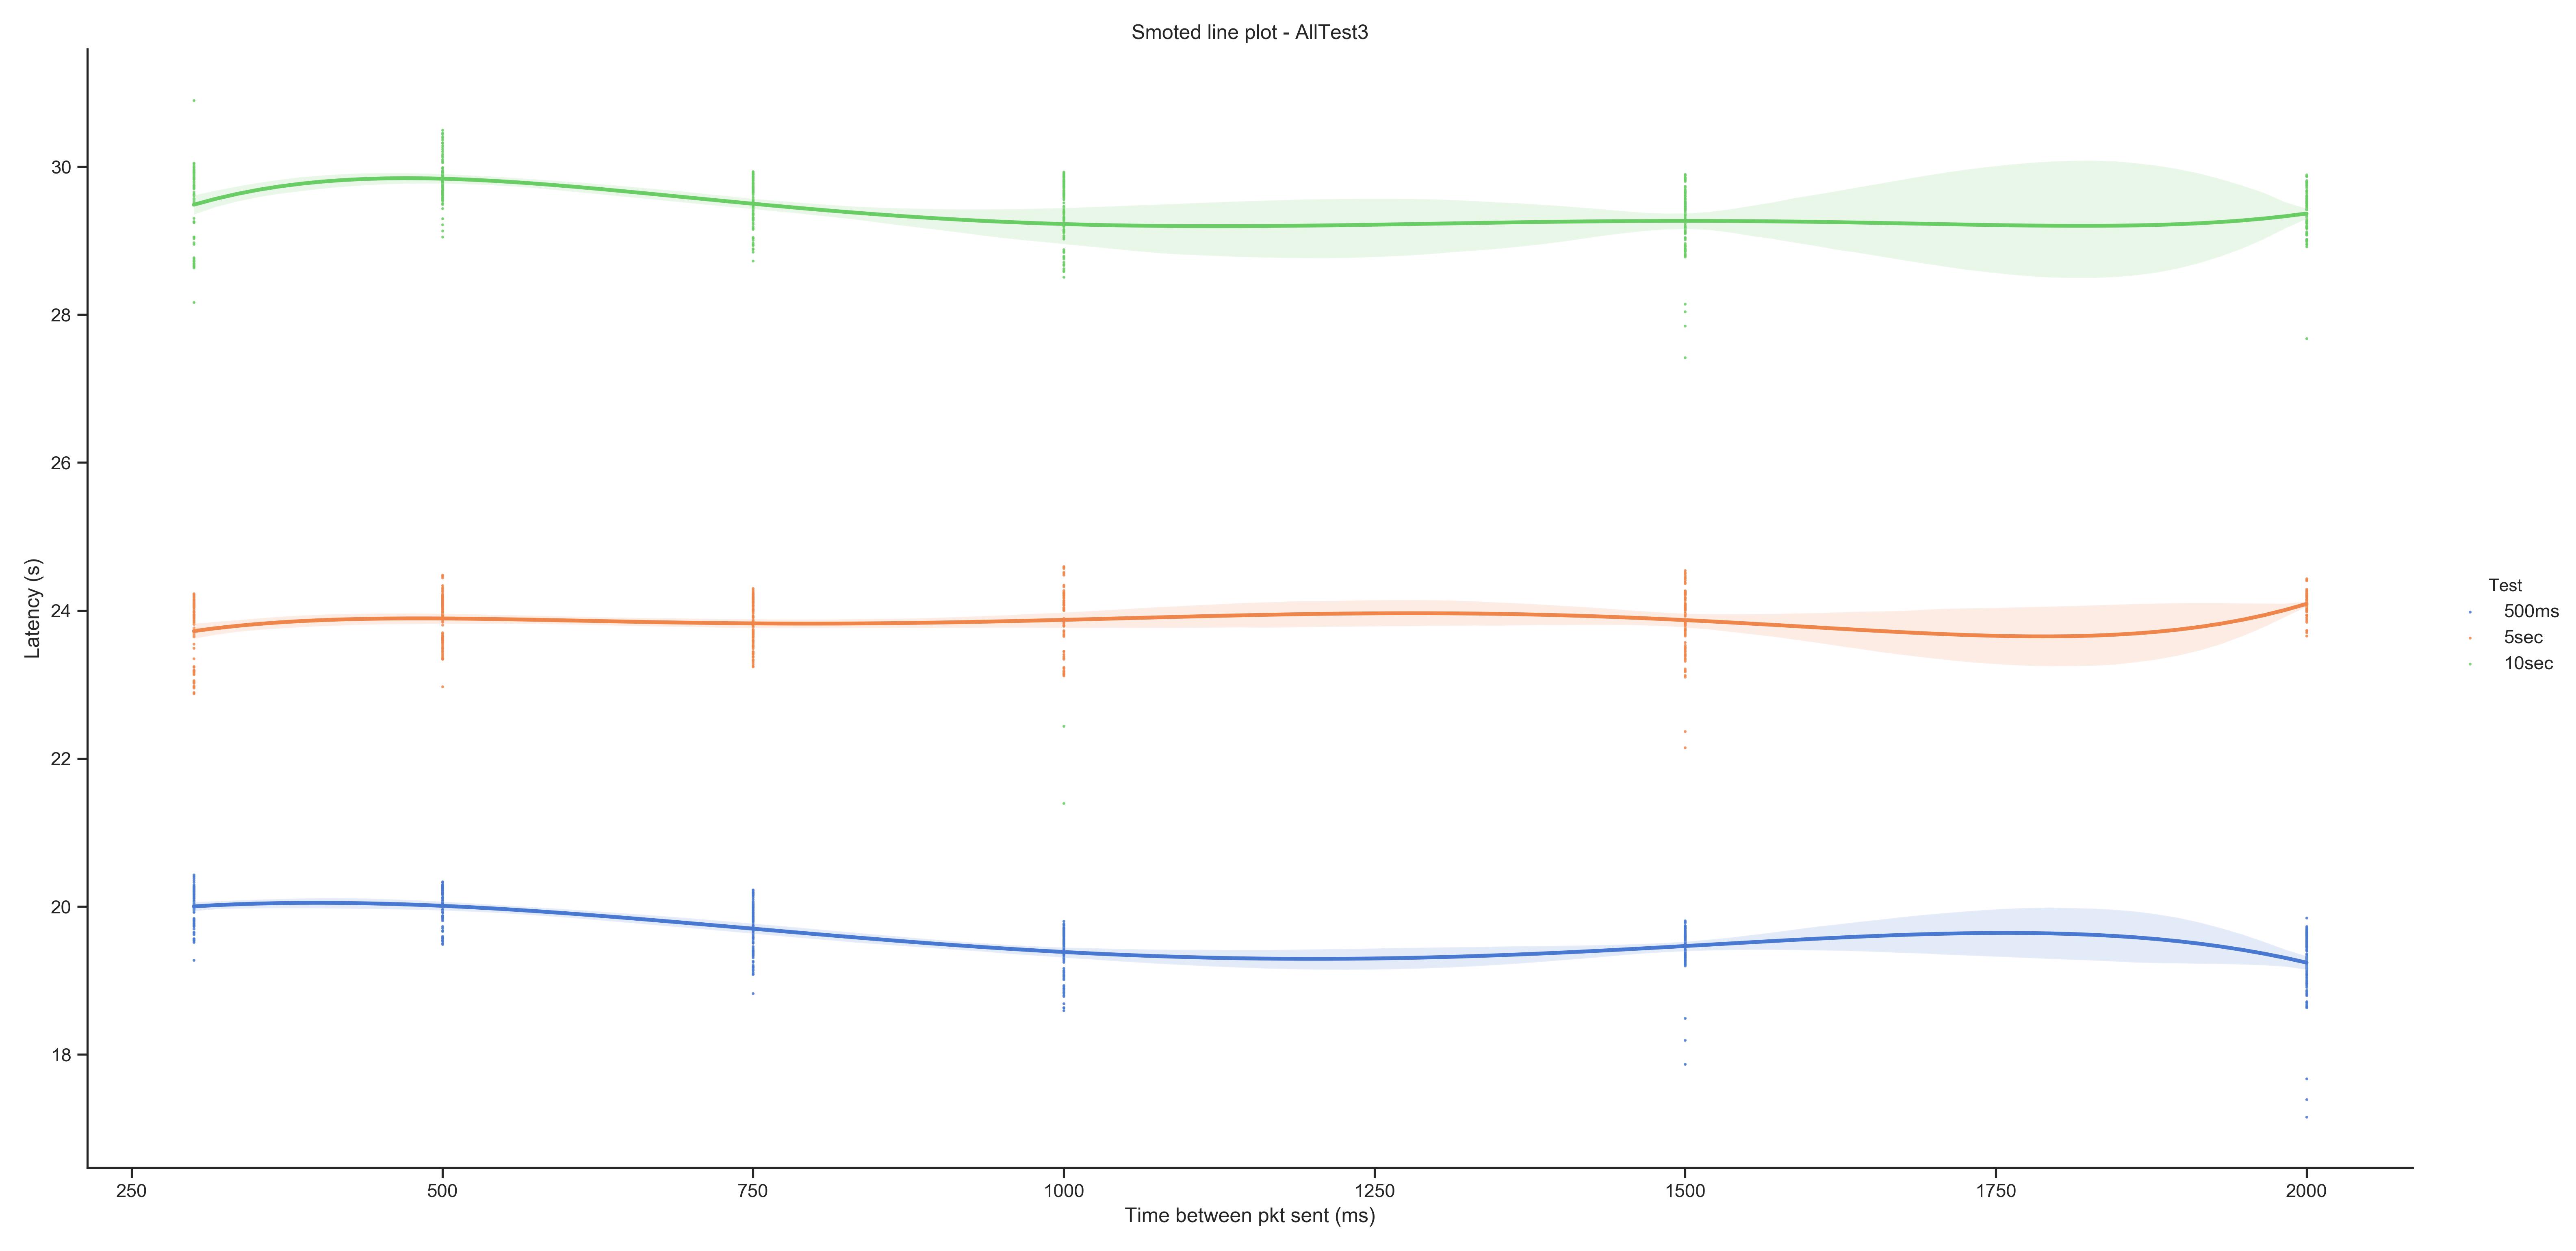 Smoted line plot - AllTest3
Latency (s)
30
28
26
24
22
20
18
250
500
750
1000
1250
1500
1750
2000
Time between pkt sent (ms)
Test
500ms
5sec
10sec